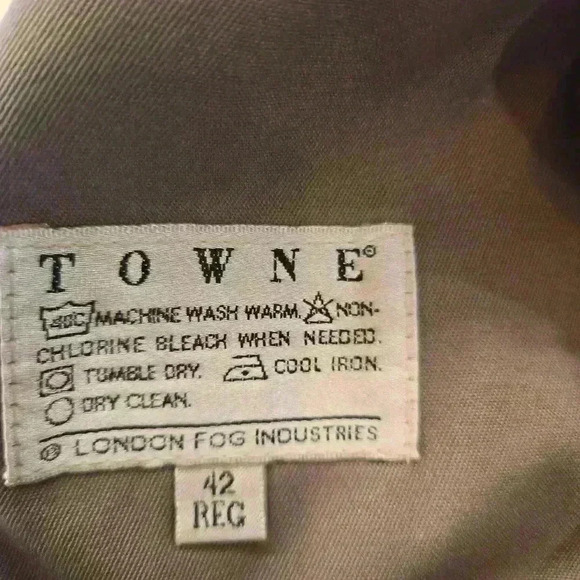 TOWNE®
40C MACHINE WASH WARM. NON-
CHLORINE BLEACH WHEN NEEDED.
TUMBLE DRY. COOL IRON.
DRY CLEAN.
® LONDON FOG INDUSTRIES
42
REG